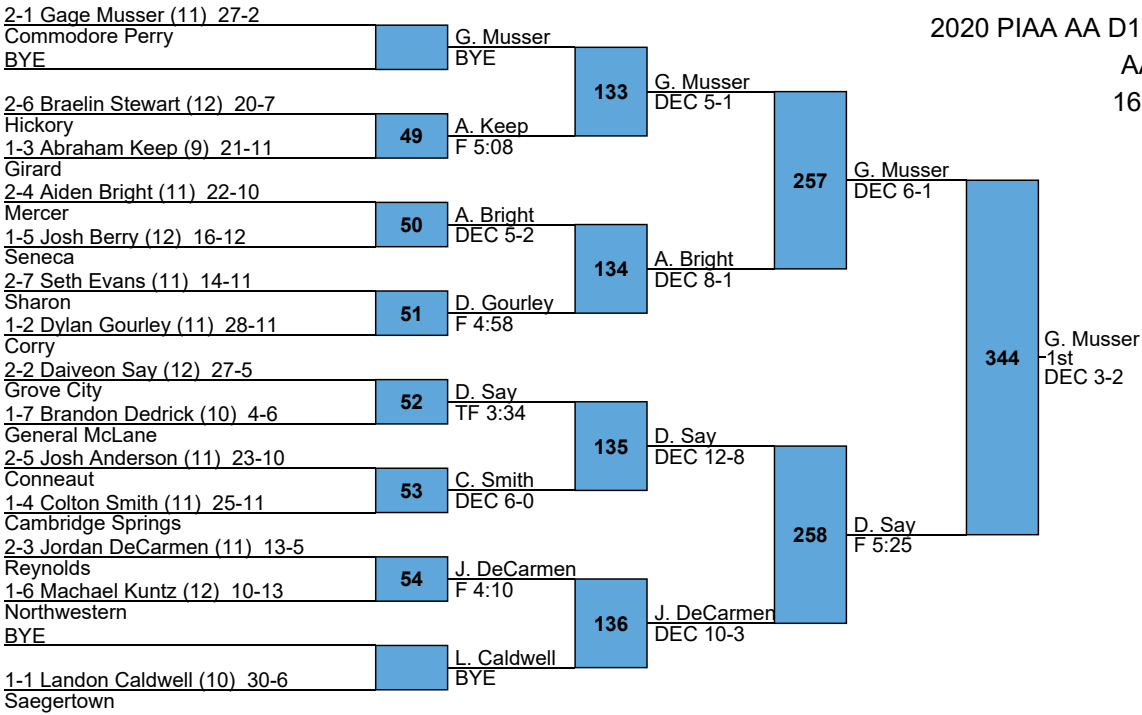 2020 PIAA AA D1
AA
16
2-1 Gage Musser (11) 27-2
Commodore Perry
BYE
2-6 Braelin Stewart (12) 20-7
Hickory
1-3 Abraham Keep (9) 21-11
Girard
2-4 Aiden Bright (11) 22-10
Mercer
1-5 Josh Berry (12) 16-12
Seneca
2-7 Seth Evans (11) 14-11
Sharon
1-2 Dylan Gourley (11) 28-11
Corry
2-2 Daiveon Say (12) 27-5
Grove City
1-7 Brandon Dedrick (10) 4-6
General McLane
2-5 Josh Anderson (11) 23-10
Conneaut
1-4 Colton Smith (11) 25-11
Cambridge Springs
2-3 Jordan DeCarmen (11) 13-5
Reynolds
1-6 Machael Kuntz (12) 10-13
Northwestern
BYE
1-1 Landon Caldwell (10) 30-6
Saegertown
49
50
51
52
53
54
G. Musser
BYE
A. Keep
F 5:08
A. Bright
DEC 5-2
D. Gourley
F 4:58
D. Say
TF 3:34
C. Smith
DEC 6-0
J. DeCarmen
F 4:10
L. Caldwell
BYE
133
134
135
136
G. Musser
DEC 5-1
A. Bright
DEC 8-1
D. Say
DEC 12-8
J. DeCarmen
DEC 10-3
257
258
G. Musser
DEC 6-1
D. Say
F 5:25
344
G. Musser
1st
DEC 3-2